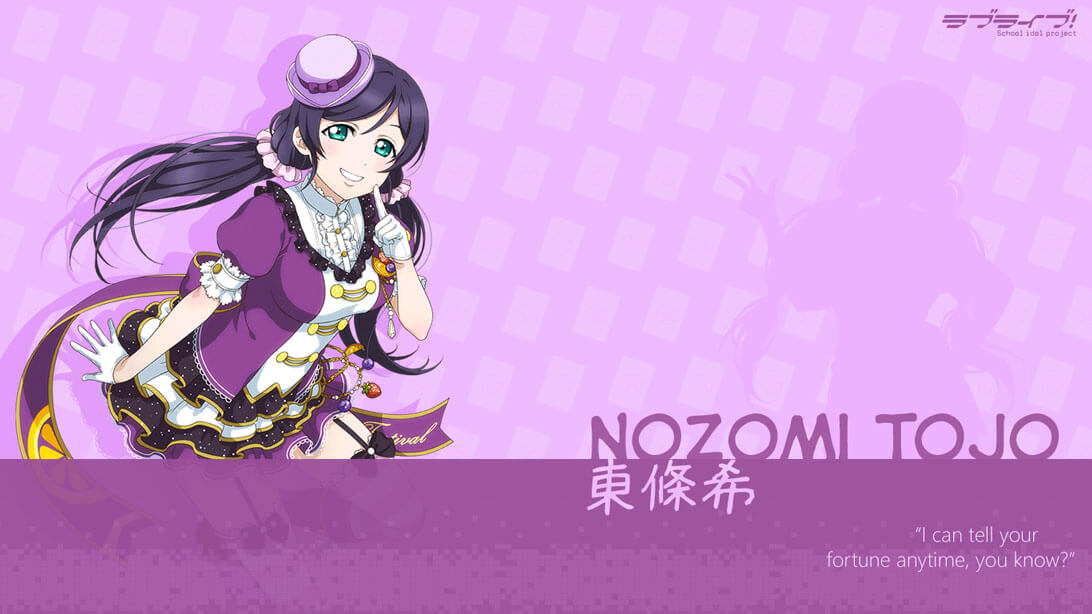 ラブライブ!
School idol project
Festival
NOZOMI TOJO
東條希
“I can tell your
fortune anytime, you know?”